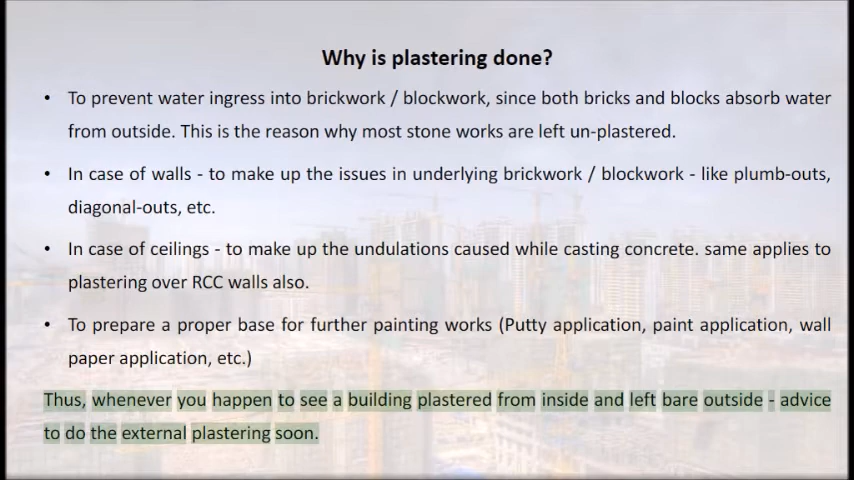 Why is plastering done?
• To prevent water ingress into brickwork / blockwork, since both bricks and blocks absorb water
from outside. This is the reason why most stone works are left un-plastered.
• In case of walls - to make up the issues in underlying brickwork / blockwork - like plumb-outs,
diagonal-outs, etc.
• In case of ceilings - to make up the undulations caused while casting concrete. same applies to
plastering over RCC walls also.
• To prepare a proper base for further painting works (Putty application, paint application, wall
paper application, etc.)
Thus, whenever you happen to see a building plastered from inside and left bare outside - advice
to do the external plastering soon.